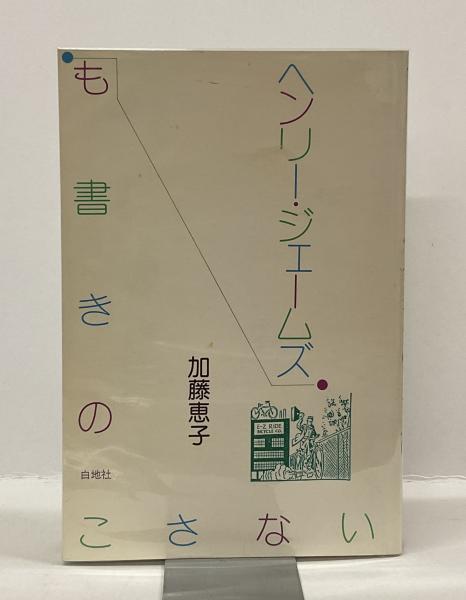 ヘンリー・ジェームズ
も書きの
こさない
加藤恵子
白地社
E-Z RIDE
BICYCLE CO.